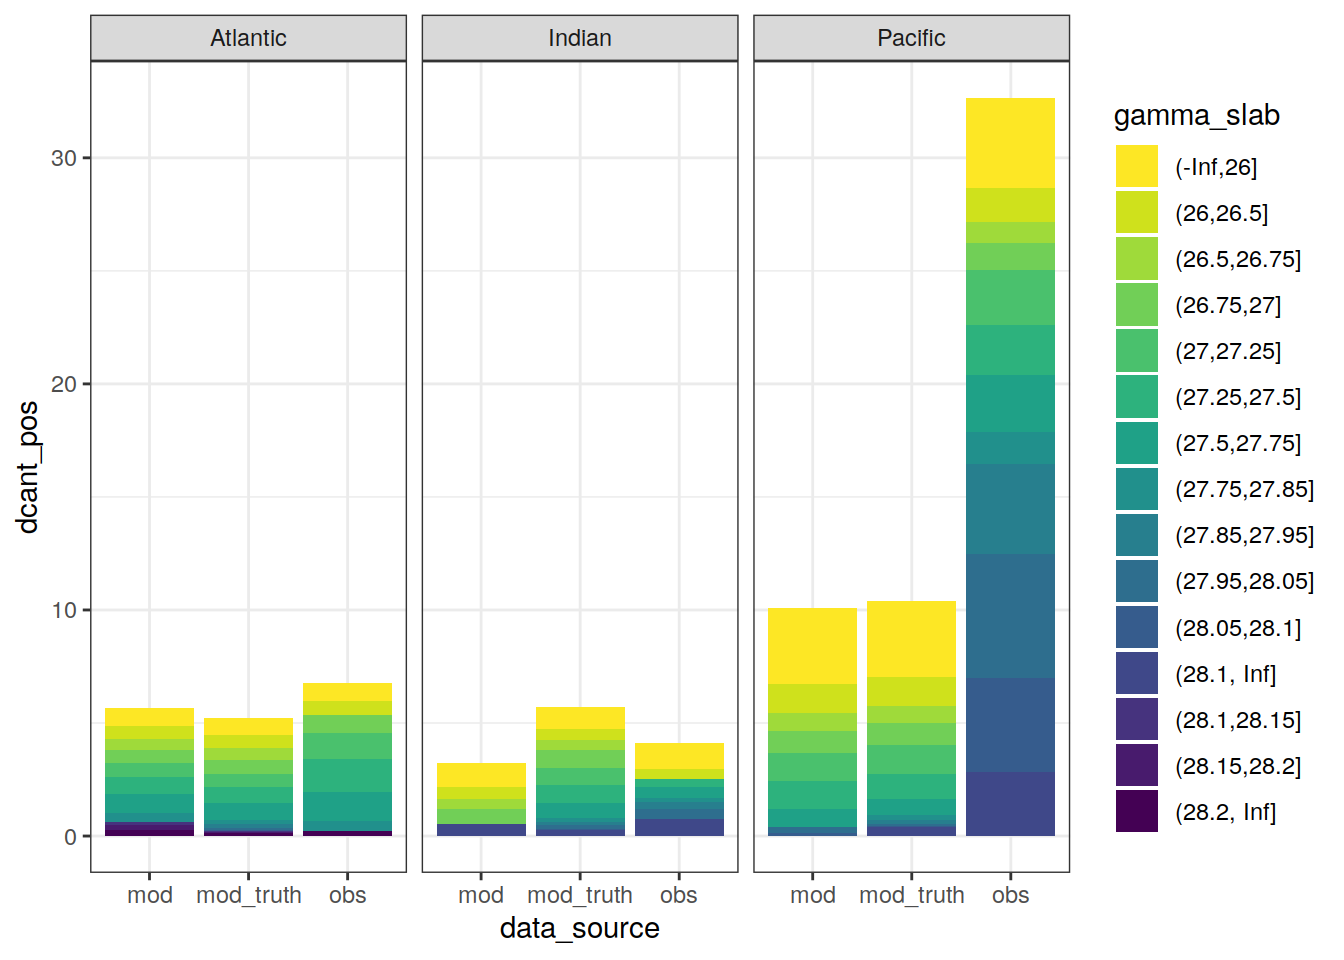 Atlantic
Indian
Pacific
30
20
10
0
dcant_pos
mod
mod_truth
obs
mod
mod_truth
obs
mod
mod_truth
obs
data_source
gamma_slab
(-Inf,26]
(26,26.5]
(26.5,26.75]
(26.75,27]
(27,27.25]
(27.25,27.5]
(27.5,27.75]
(27.75,27.85]
(27.85,27.95]
(27.95,28.05]
(28.05,28.1]
(28.1, Inf]
(28.1,28.15]
(28.15,28.2]
(28.2, Inf]